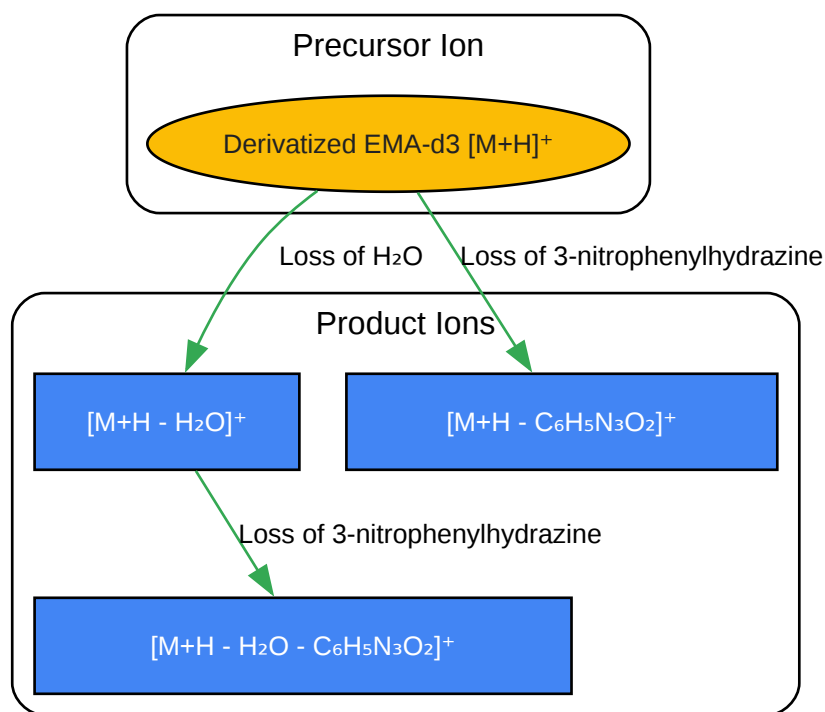 Precursor Ion
Derivatized EMA-d3 [M+H]⁺
Loss of H₂O
Loss of 3-nitrophenylhydrazine
Product Ions
[M+H - H₂O]⁺
[M+H - C₆H₅N₃O₂]⁺
Loss of 3-nitrophenylhydrazine
[M+H - H₂O - C₆H₅N₃O₂]⁺